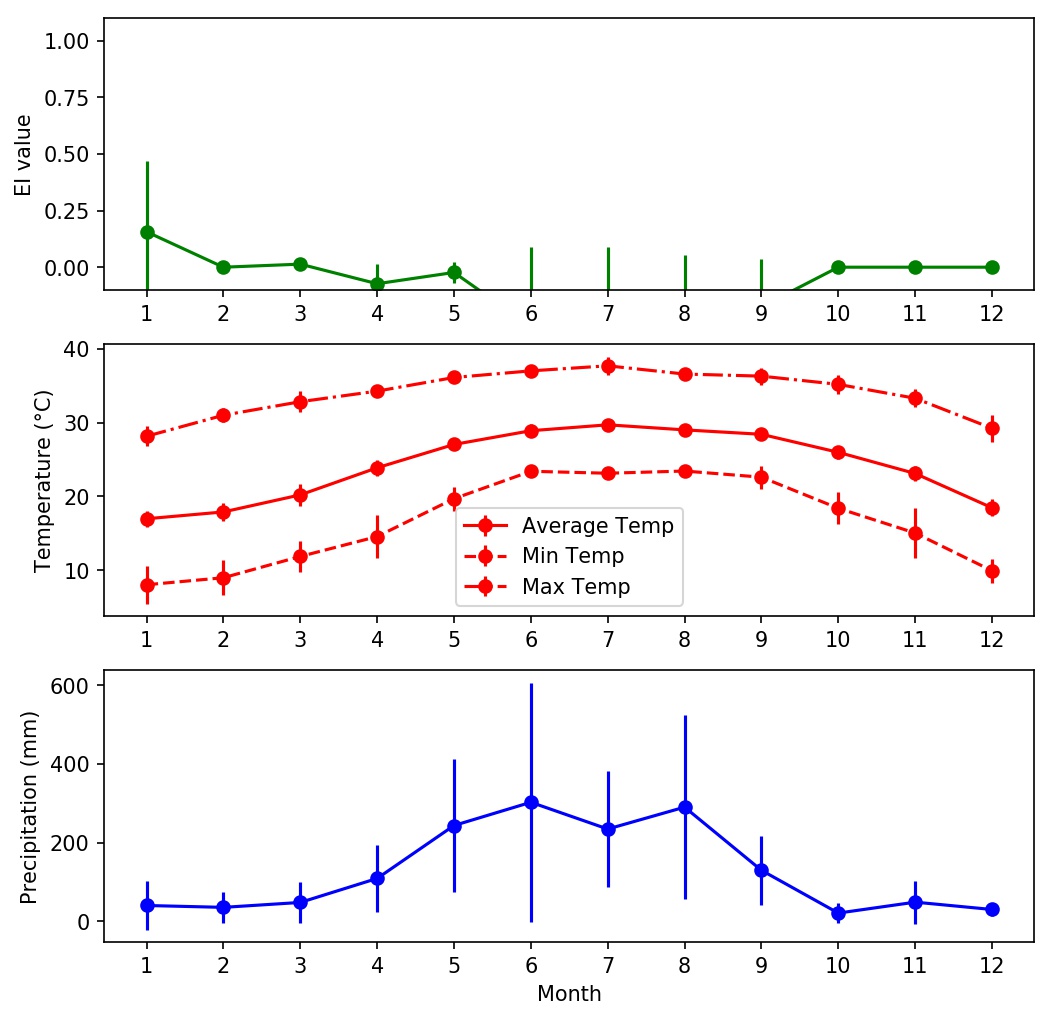 1.00
0.75
0.50
0.25
0.00
EI value
1 2 3 4 5 6 7 8 9 10 11 12
40
30
20
10
Temperature (°C)
Average Temp
Min Temp
Max Temp
1 2 3 4 5 6 7 8 9 10 11 12
600
400
200
0
Precipitation (mm)
1 2 3 4 5 6 7 8 9 10 11 12
Month